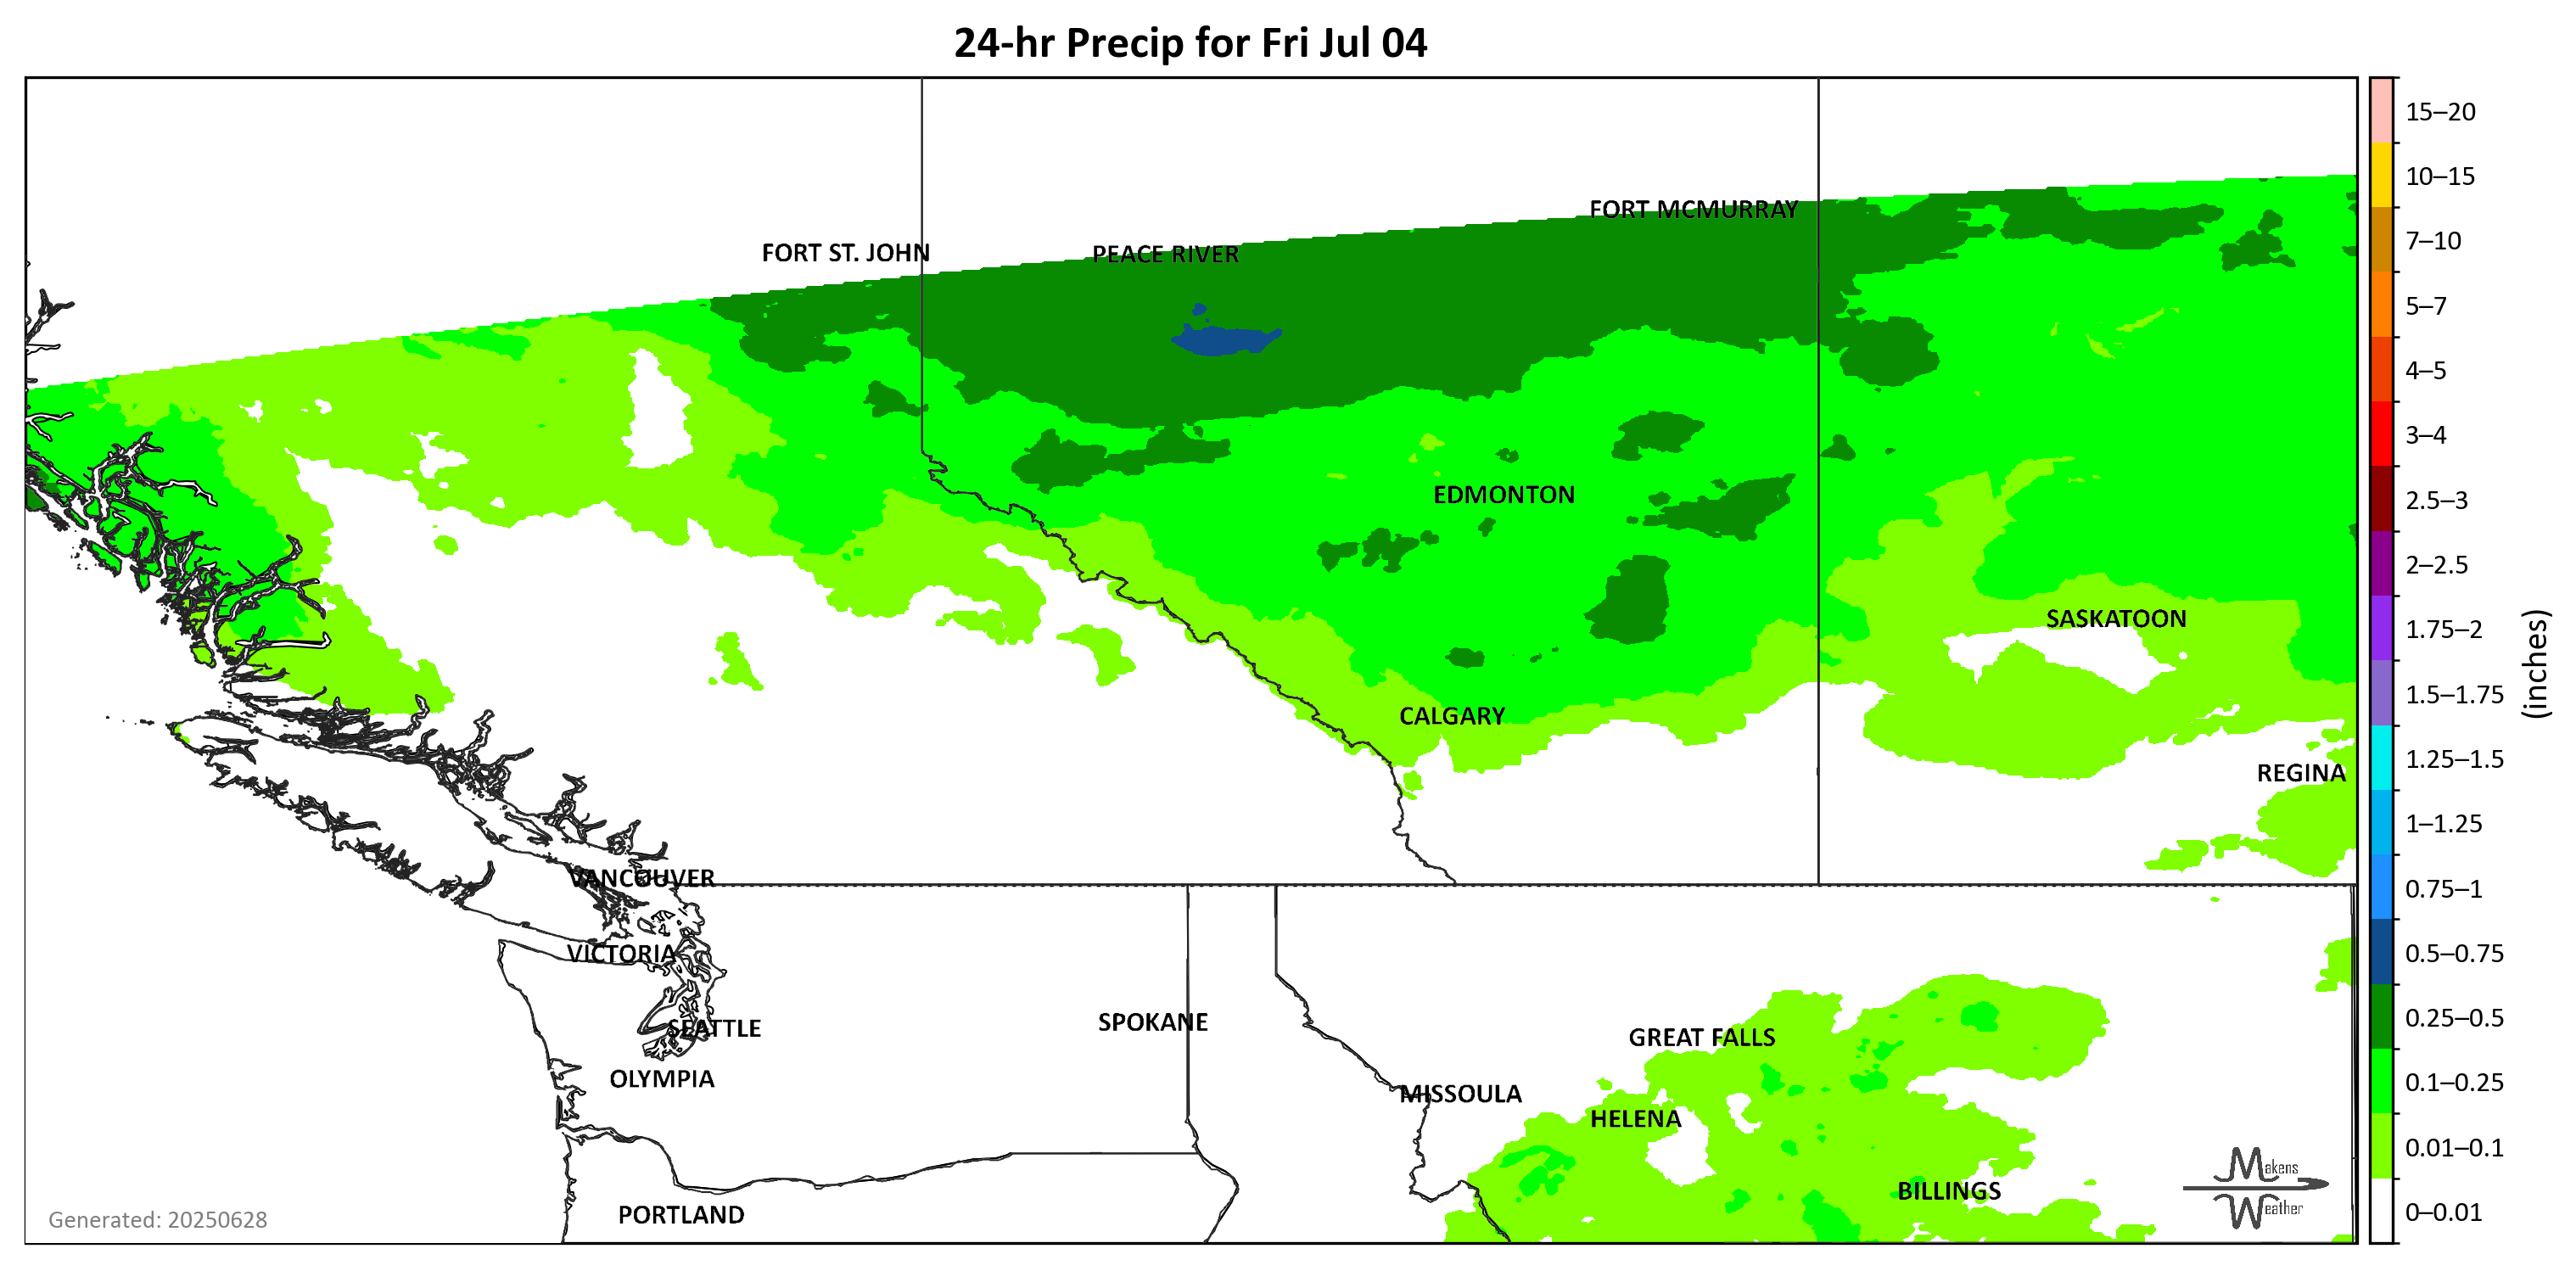 24-hr Precip for Fri Jul 04
15–20
10–15
7–10
5–7
4–5
3–4
2.5–3
2–2.5
1.75–2
1.5–1.75
1.25–1.5
1–1.25
0.75–1
0.5–0.75
0.25–0.5
0.1–0.25
0.01–0.1
0–0.01
(inches)
FORT MCMURRAY
FORT ST. JOHN
PEACE RIVER
EDMONTON
SASKATOON
CALGARY
REGINA
VANCOUVER
VICTORIA
SEATTLE
SPOKANE
GREAT FALLS
OLYMPIA
MISSOULA
HELENA
BILLINGS
PORTLAND
Makens
Weather
Generated: 20250628